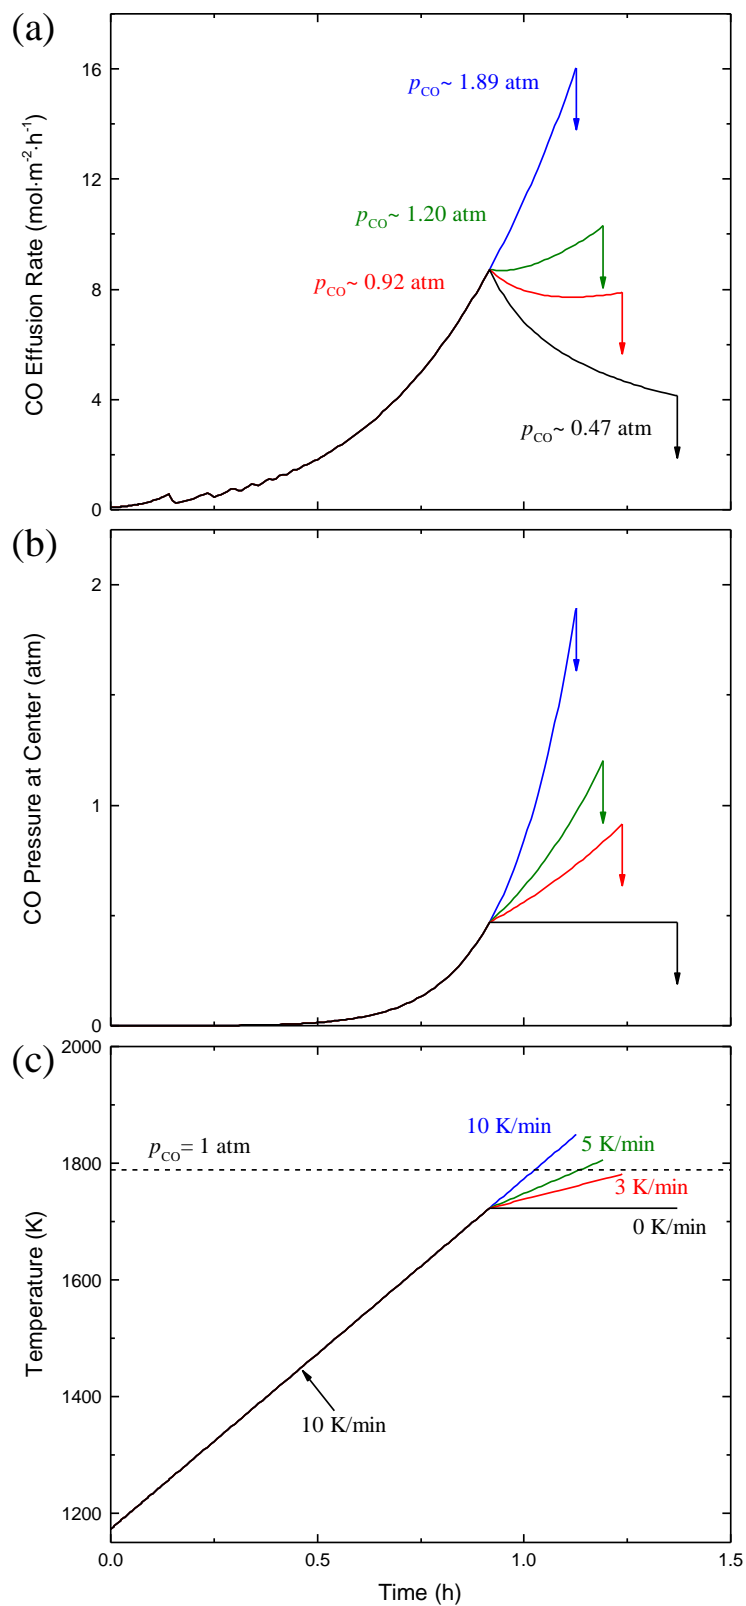 (a)
CO Effusion Rate (mol·m⁻²·h⁻¹)
16
12
8
4
0
p_CO~ 1.89 atm
p_CO~ 1.20 atm
p_CO~ 0.92 atm
p_CO~ 0.47 atm
(b)
CO Pressure at Center (atm)
2
1
0
(c)
Temperature (K)
2000
1800
1600
1400
1200
p_CO= 1 atm
10 K/min
5 K/min
3 K/min
0 K/min
10 K/min
0.0 0.5 1.0 1.5
Time (h)